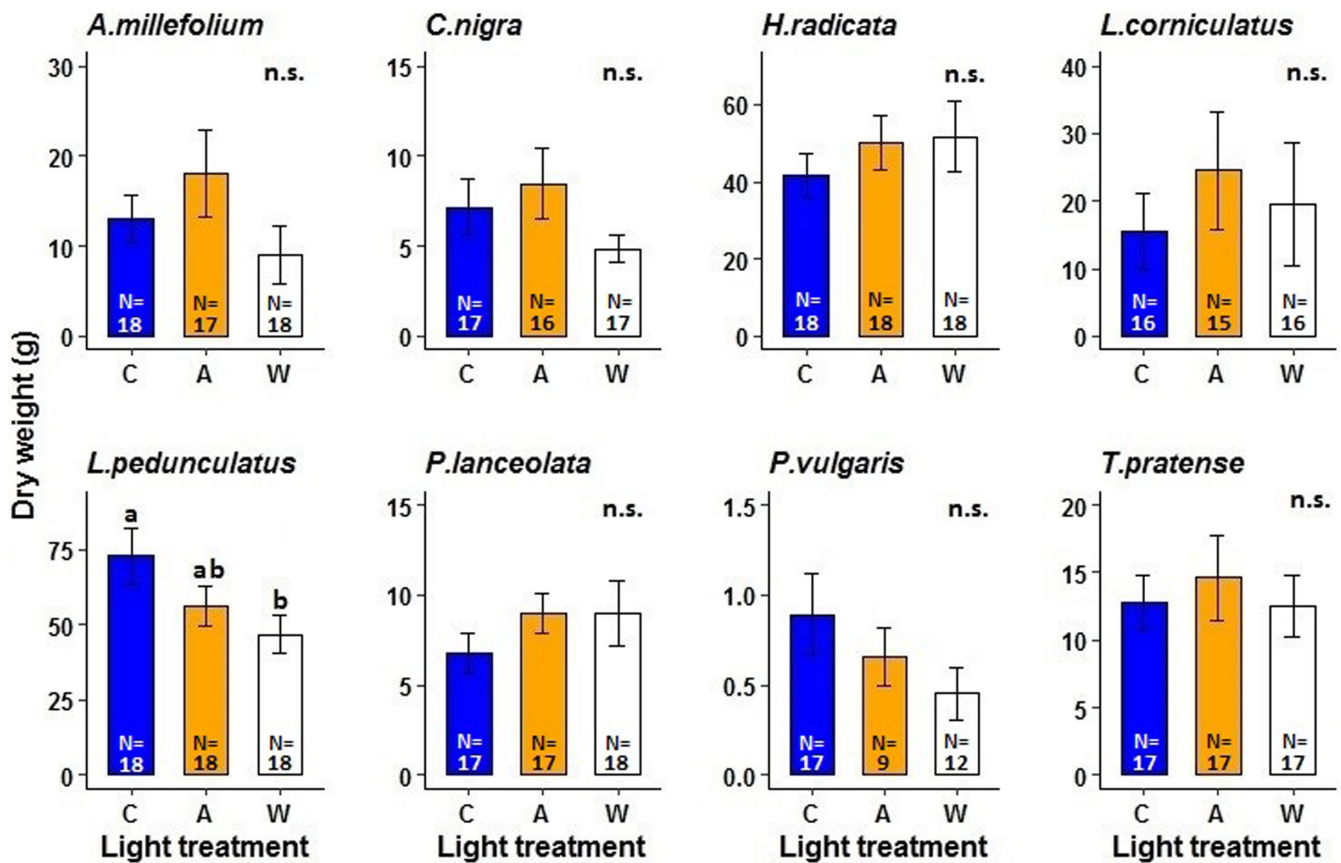 A.millefolium
30
20
10
0
n.s.
N=
18
N=
17
N=
18
C A W
C.nigra
15
10
5
0
n.s.
N=
17
N=
16
N=
17
C A W
H.radicata
60
40
20
0
n.s.
N=
18
N=
18
N=
18
C A W
L.corniculatus
40
30
20
10
0
n.s.
N=
16
N=
15
N=
16
C A W
Dry weight (g)
L.pedunculatus
75
50
25
0
a
ab
b
N=
18
N=
18
N=
18
C A W
Light treatment
P.lanceolata
15
10
5
0
n.s.
N=
17
N=
17
N=
18
C A W
Light treatment
P.vulgaris
1.5
1.0
0.5
0.0
n.s.
N=
17
N=
9
N=
12
C A W
Light treatment
T.pratense
20
15
10
5
0
n.s.
N=
17
N=
17
N=
17
C A W
Light treatment